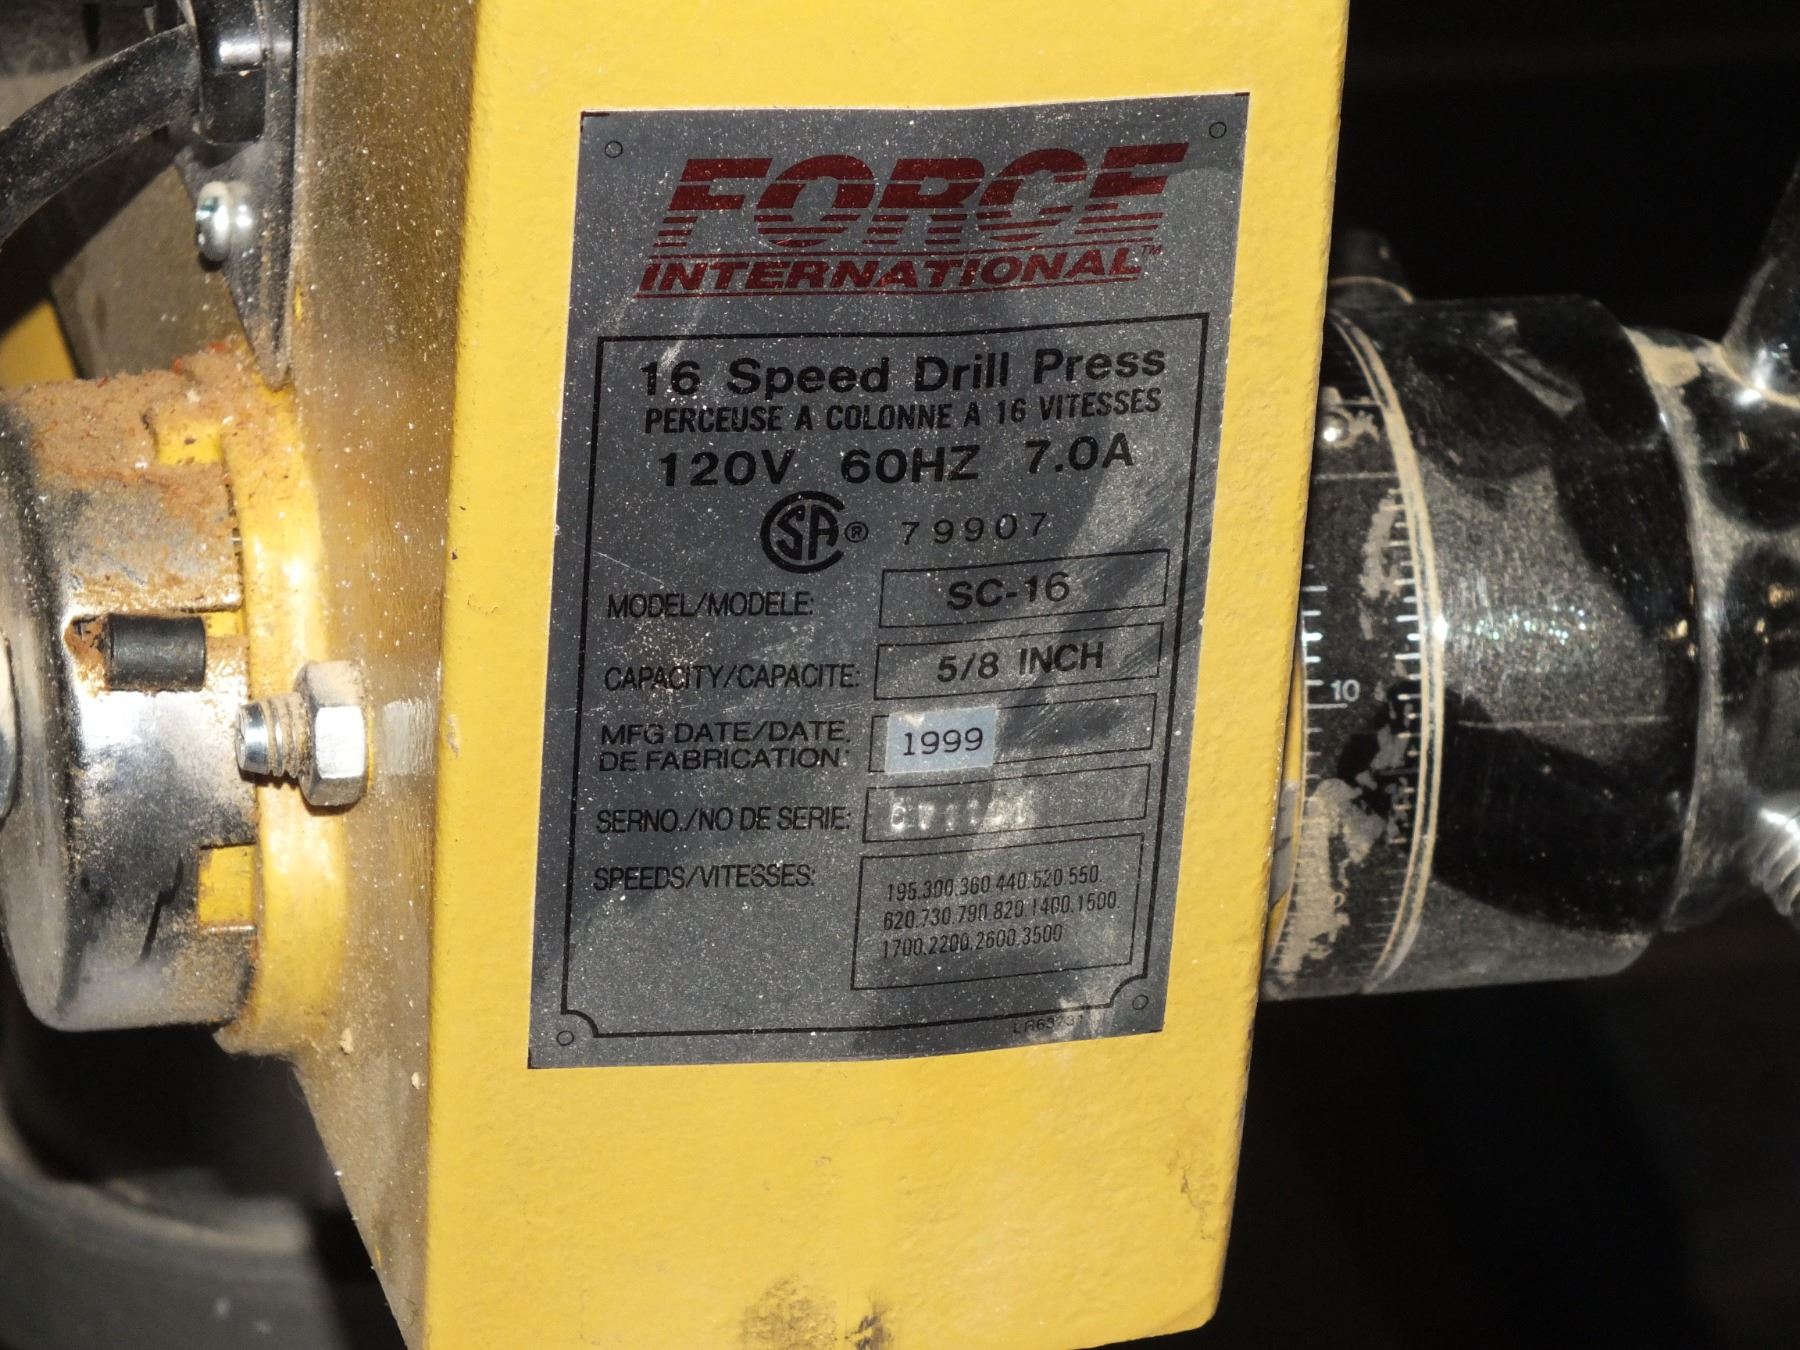 FORCE
INTERNATIONAL™
16 Speed Drill Press
PERCEUSE A COLONNE A 16 VITESSES
120V 60HZ 7.0A
CSA® 79907
MODEL/MODELE: SC-16
CAPACITY/CAPACITE: 5/8 INCH
MFG DATE/DATE
DE FABRICATION: 1999
SERNO./NO DE SERIE:
SPEEDS/VITESSES: 195.300.360.440.520.550.
620.730.790.820.1400.1500.
1700.2200.2600.3500
10